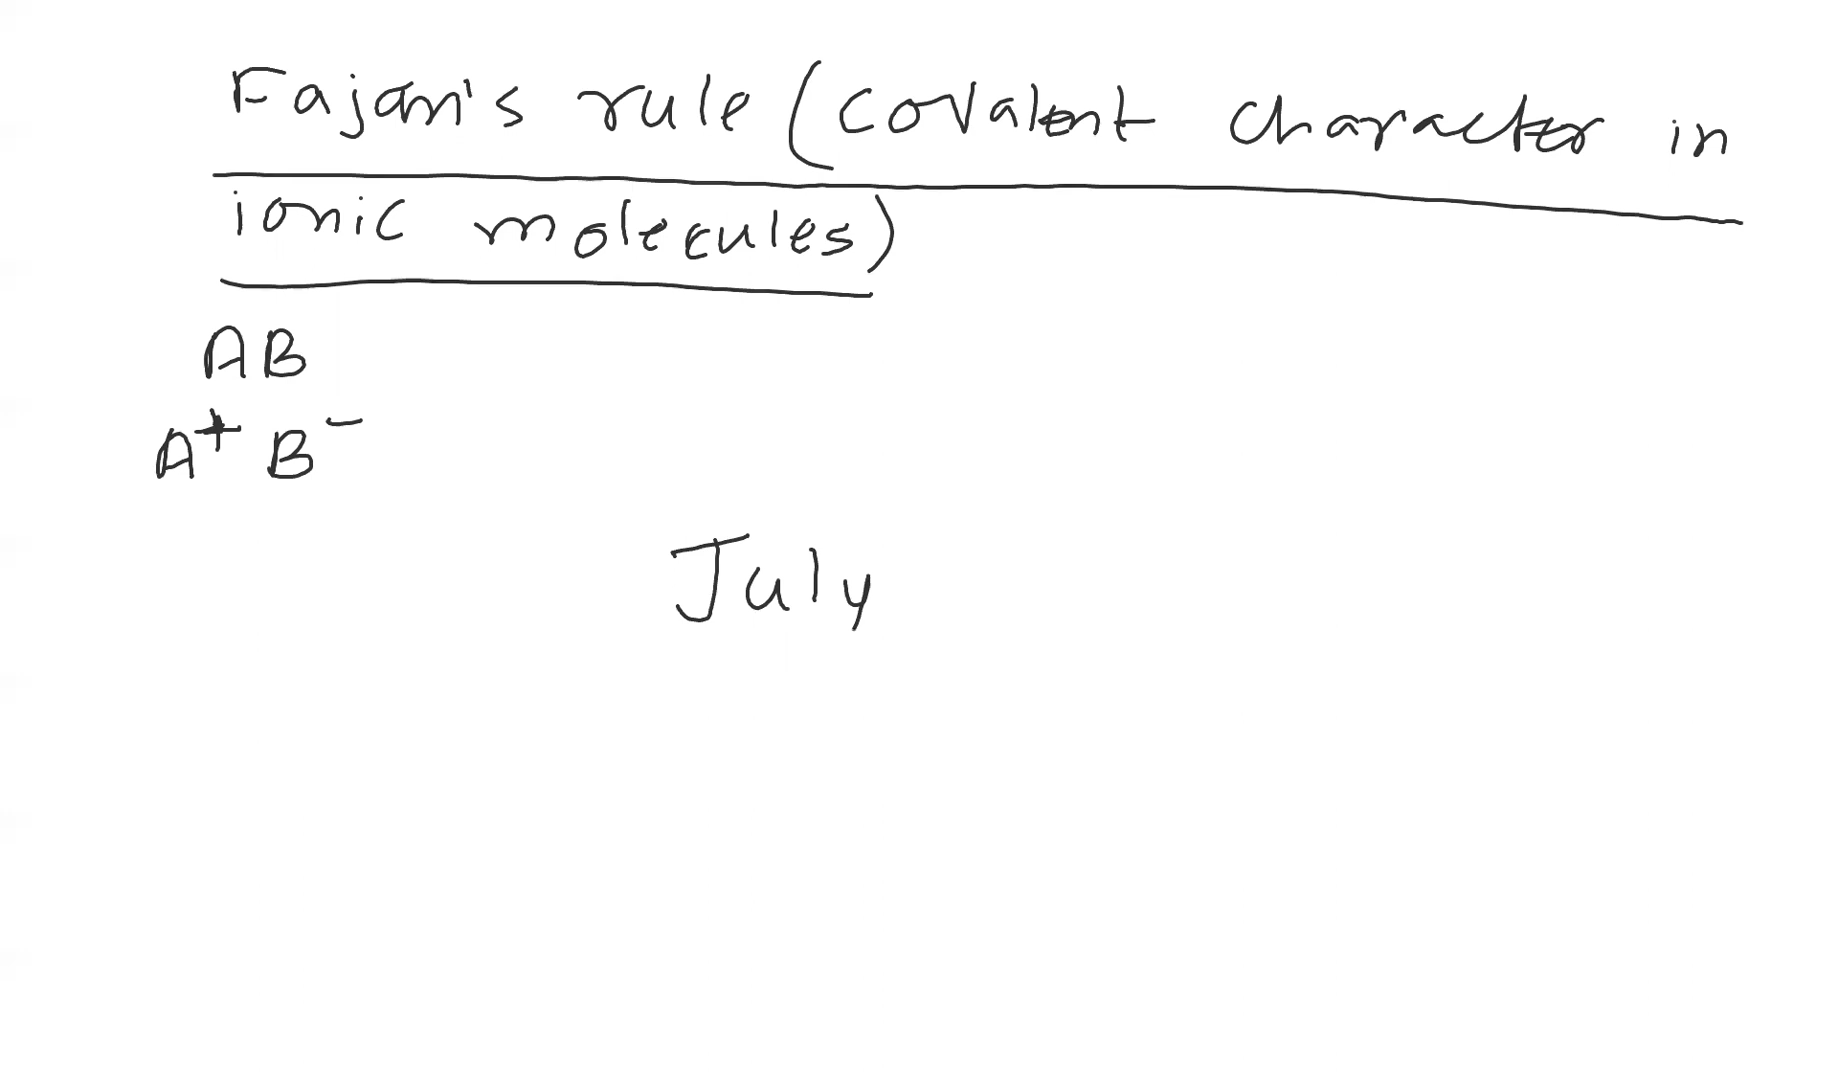 Fajan's rule (covalent character in
ionic molecules)
AB
A⁺ B⁻
July